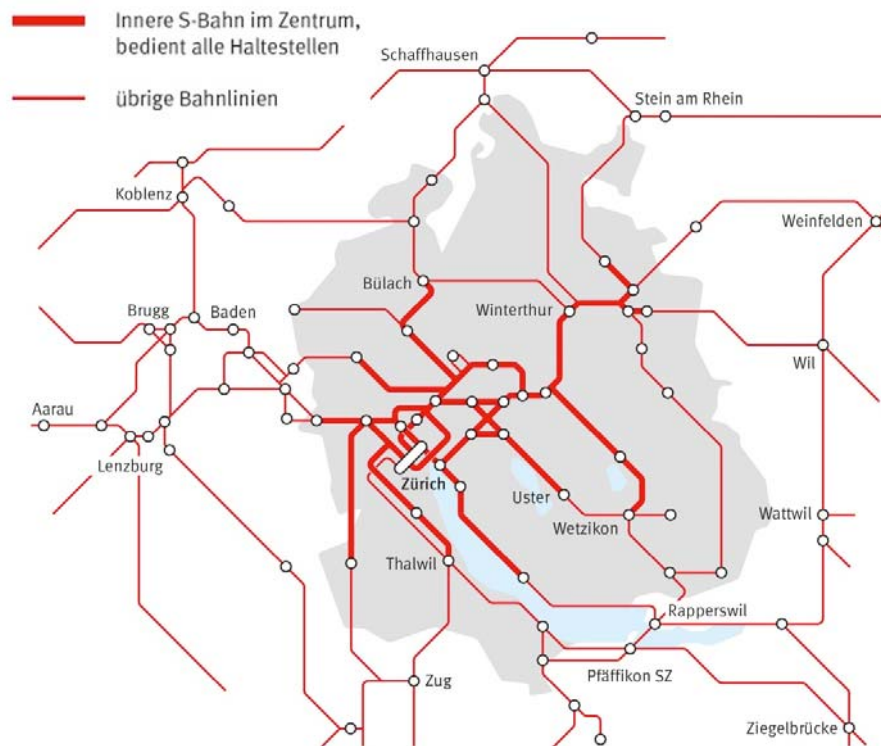 Innere S-Bahn im Zentrum,
bedient alle Haltestellen
übrige Bahnlinien
Schaffhausen
Stein am Rhein
Koblenz
Weinfelden
Bülach
Winterthur
Brugg
Baden
Wil
Aarau
Lenzburg
Zürich
Uster
Wetzikon
Wattwil
Thalwil
Rapperswil
Pfäffikon SZ
Zug
Ziegelbrücke